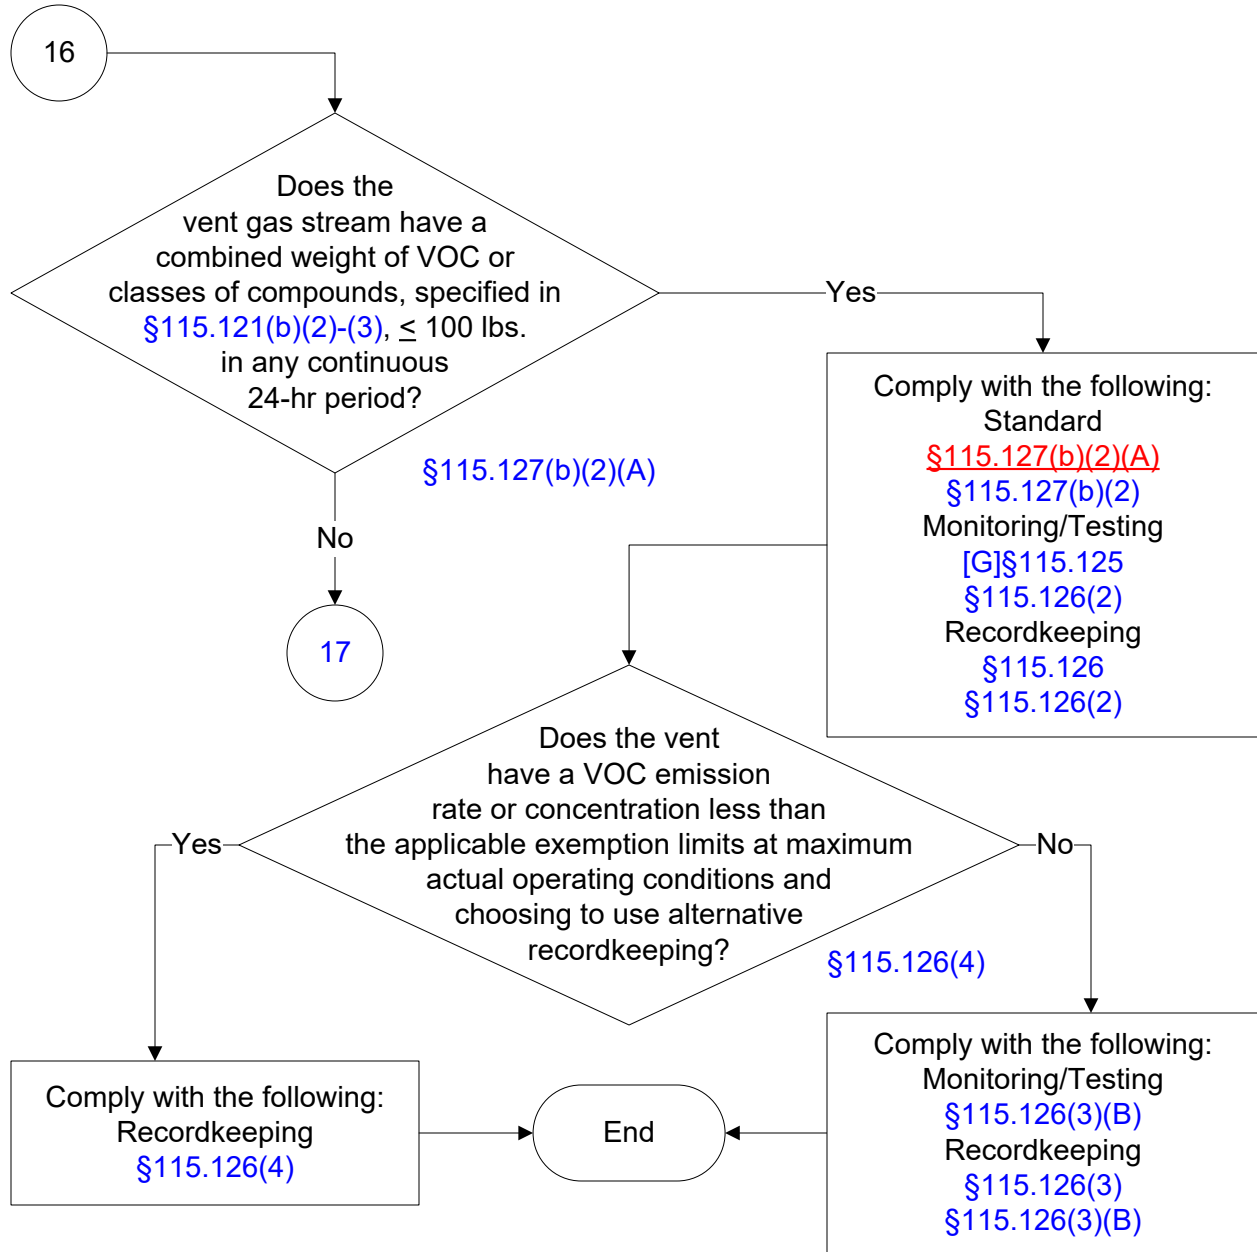 16
Does the
vent gas stream have a
combined weight of VOC or
classes of compounds, specified in
§115.121(b)(2)-(3), ≤ 100 lbs.
in any continuous
24-hr period?
§115.127(b)(2)(A)
Yes
No
17
Comply with the following:
Standard
§115.127(b)(2)(A)
§115.127(b)(2)
Monitoring/Testing
[G]§115.125
§115.126(2)
Recordkeeping
§115.126
§115.126(2)
Does the vent
have a VOC emission
rate or concentration less than
the applicable exemption limits at maximum
actual operating conditions and
choosing to use alternative
recordkeeping?
§115.126(4)
Yes
No
Comply with the following:
Recordkeeping
§115.126(4)
End
Comply with the following:
Monitoring/Testing
§115.126(3)(B)
Recordkeeping
§115.126(3)
§115.126(3)(B)